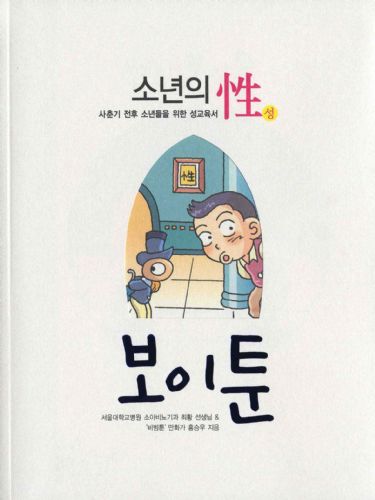 소년의 性 성
사춘기 전후 소년들을 위한 성교육서
性
보이툰
서울대학교병원 소아비뇨기과 최황 선생님 &
'비빔툰' 만화가 홍승우 지음